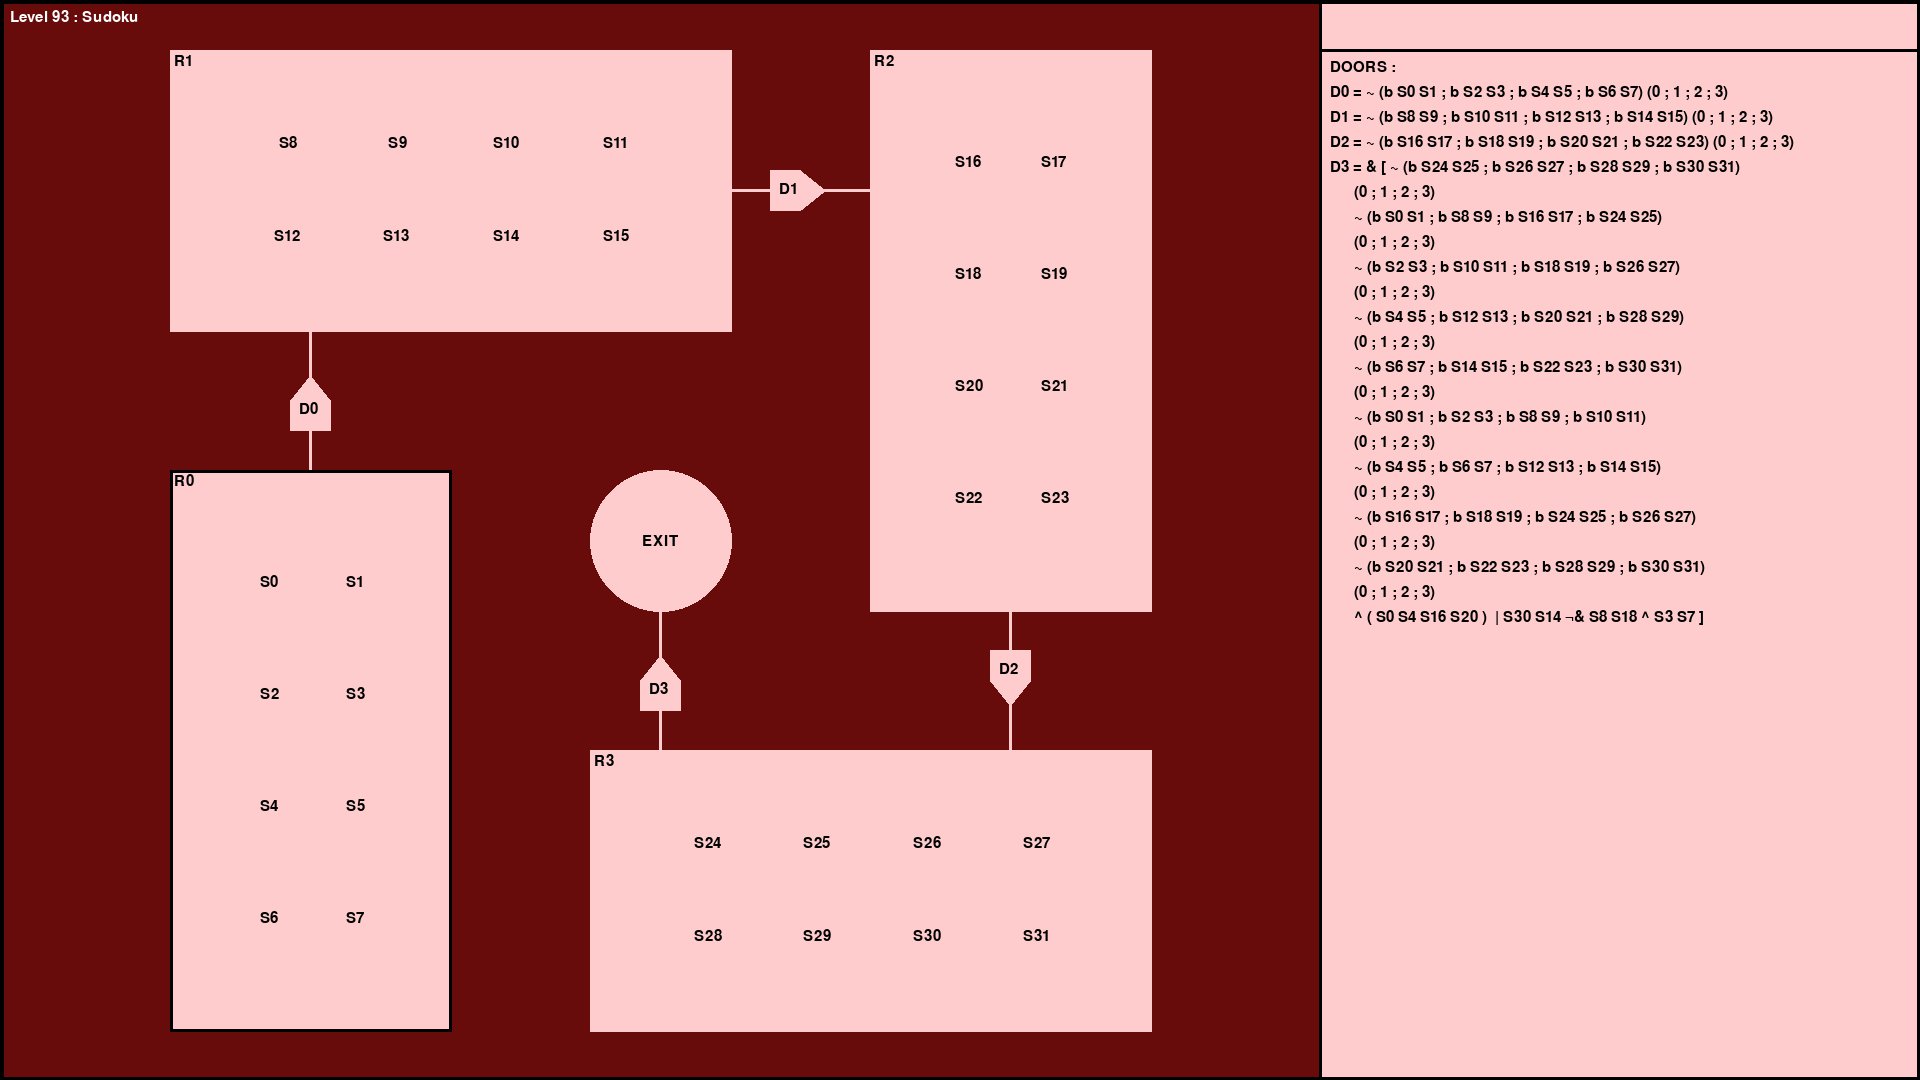 Level 93 : Sudoku
R1
R2
S8 S9 S10 S11
S12 S13 S14 S15
D1
S16 S17
S18 S19
S20 S21
S22 S23
D0
R0
S0 S1
S2 S3
S4 S5
S6 S7
EXIT
D3
D2
R3
S24 S25 S26 S27
S28 S29 S30 S31
DOORS :
D0 = ~ (b S0 S1 ; b S2 S3 ; b S4 S5 ; b S6 S7) (0 ; 1 ; 2 ; 3)
D1 = ~ (b S8 S9 ; b S10 S11 ; b S12 S13 ; b S14 S15) (0 ; 1 ; 2 ; 3)
D2 = ~ (b S16 S17 ; b S18 S19 ; b S20 S21 ; b S22 S23) (0 ; 1 ; 2 ; 3)
D3 = & [ ~ (b S24 S25 ; b S26 S27 ; b S28 S29 ; b S30 S31)
(0 ; 1 ; 2 ; 3)
~ (b S0 S1 ; b S8 S9 ; b S16 S17 ; b S24 S25)
(0 ; 1 ; 2 ; 3)
~ (b S2 S3 ; b S10 S11 ; b S18 S19 ; b S26 S27)
(0 ; 1 ; 2 ; 3)
~ (b S4 S5 ; b S12 S13 ; b S20 S21 ; b S28 S29)
(0 ; 1 ; 2 ; 3)
~ (b S6 S7 ; b S14 S15 ; b S22 S23 ; b S30 S31)
(0 ; 1 ; 2 ; 3)
~ (b S0 S1 ; b S2 S3 ; b S8 S9 ; b S10 S11)
(0 ; 1 ; 2 ; 3)
~ (b S4 S5 ; b S6 S7 ; b S12 S13 ; b S14 S15)
(0 ; 1 ; 2 ; 3)
~ (b S16 S17 ; b S18 S19 ; b S24 S25 ; b S26 S27)
(0 ; 1 ; 2 ; 3)
~ (b S20 S21 ; b S22 S23 ; b S28 S29 ; b S30 S31)
(0 ; 1 ; 2 ; 3)
^ ( S0 S4 S16 S20 ) | S30 S14 ¬& S8 S18 ^ S3 S7 ]